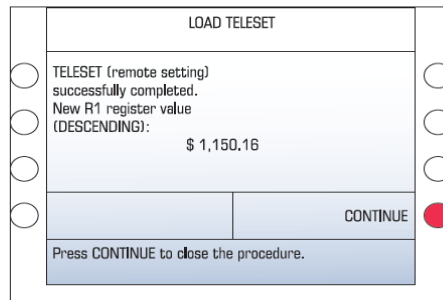 LOAD TELESET
TELESET (remote setting)
successfully completed.
New R1 register value
(DESCENDING):
$ 1,150.16
CONTINUE
Press CONTINUE to close the procedure.